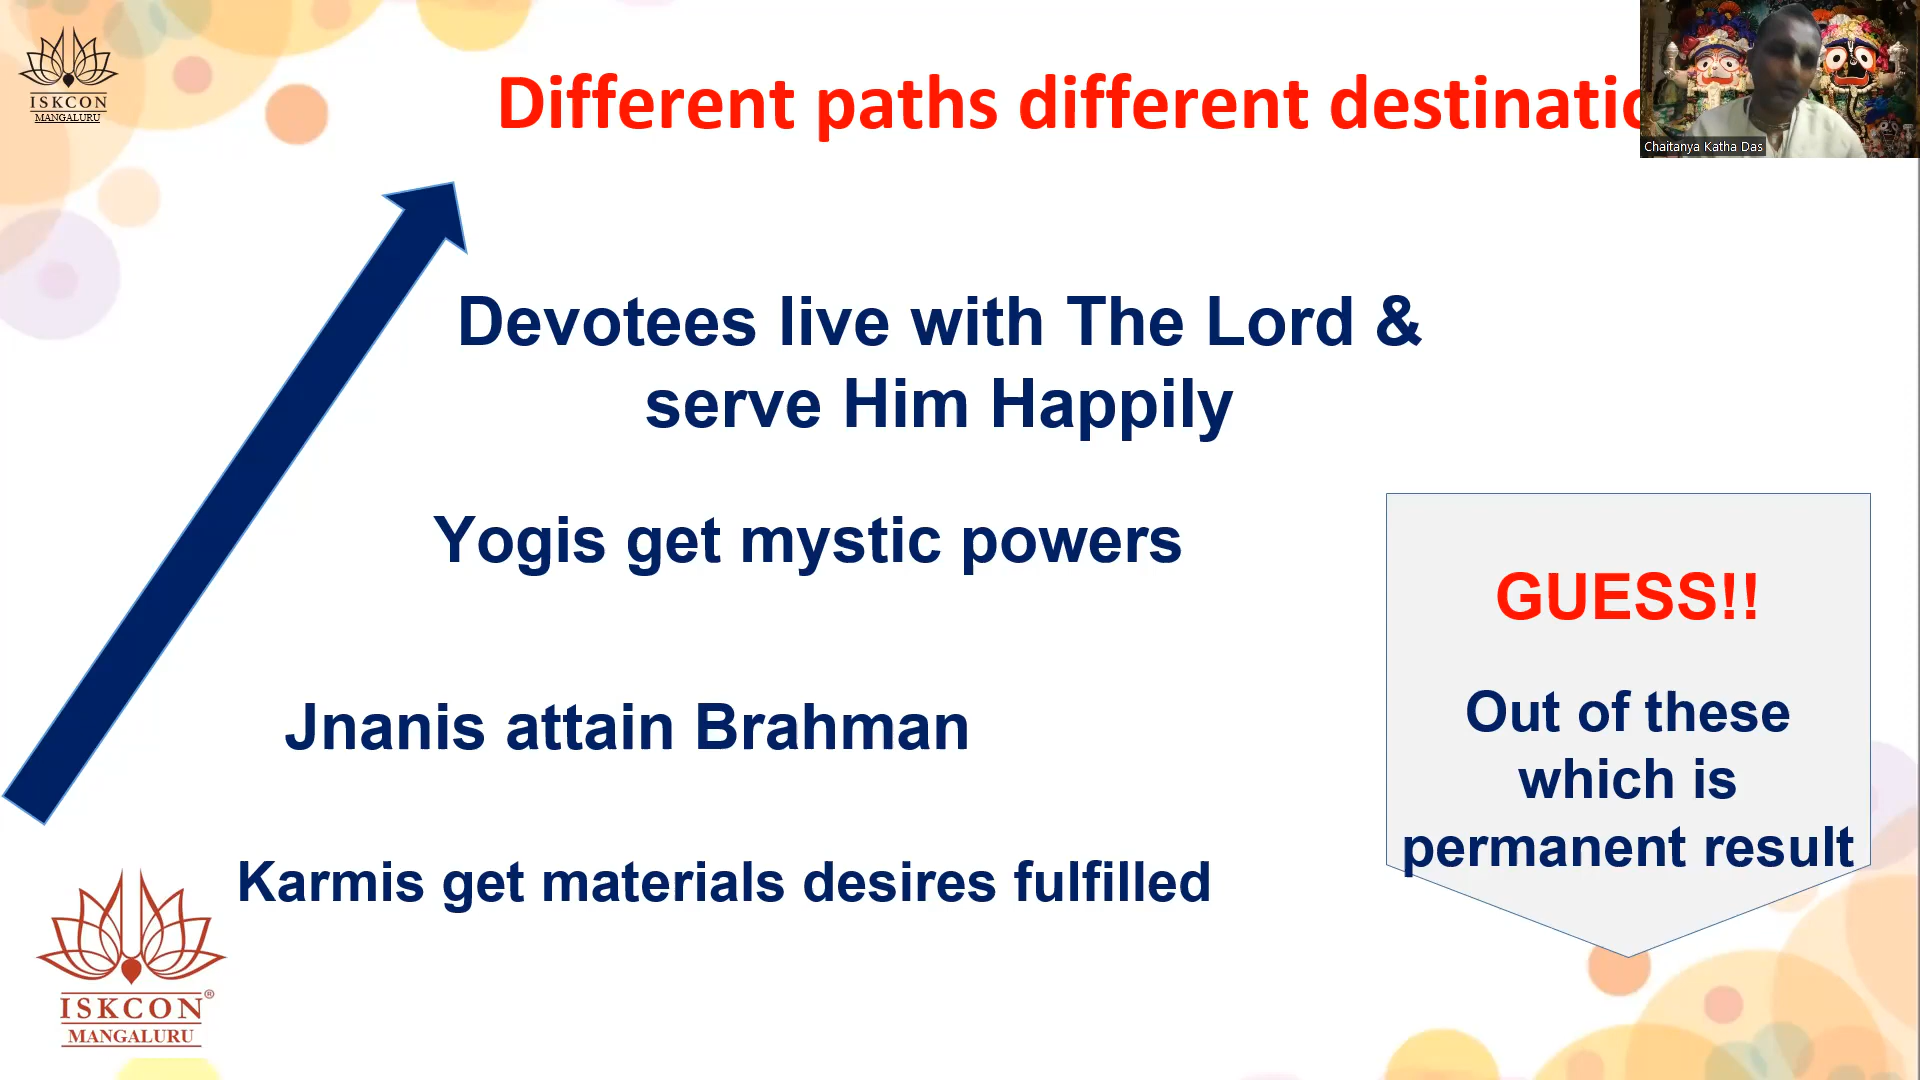 ISKCON
MANGALURU
Different paths different destinatio
Chaitanya Katha Das
Devotees live with The Lord &
serve Him Happily
Yogis get mystic powers
Jnanis attain Brahman
Karmis get materials desires fulfilled
GUESS!!
Out of these
which is
permanent result
ISKCON®
MANGALURU